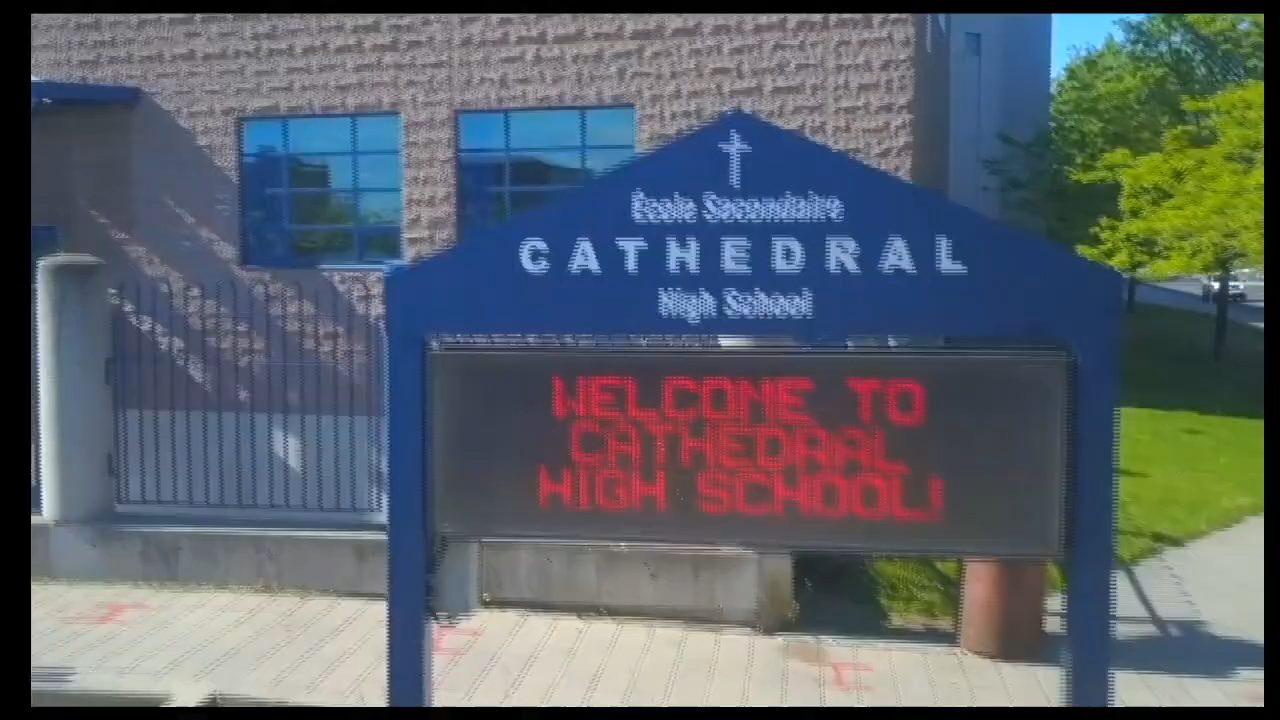 École Secondaire
CATHEDRAL
High School
WELCOME TO
CATHEDRAL
HIGH SCHOOL!